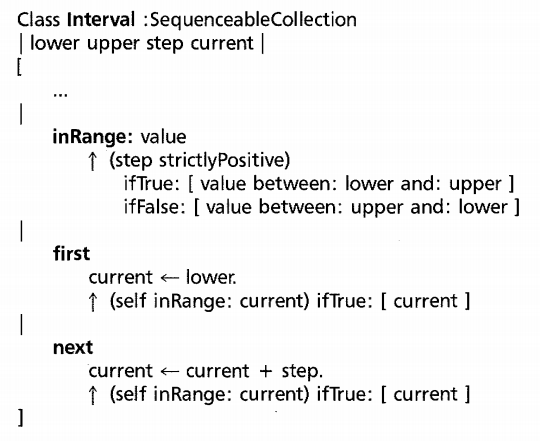 Class Interval :SequenceableCollection
| lower upper step current |
[
...
|
inRange: value
↑ (step strictlyPositive)
ifTrue: [ value between: lower and: upper ]
ifFalse: [ value between: upper and: lower ]
|
first
current ← lower.
↑ (self inRange: current) ifTrue: [ current ]
|
next
current ← current + step.
↑ (self inRange: current) ifTrue: [ current ]
]